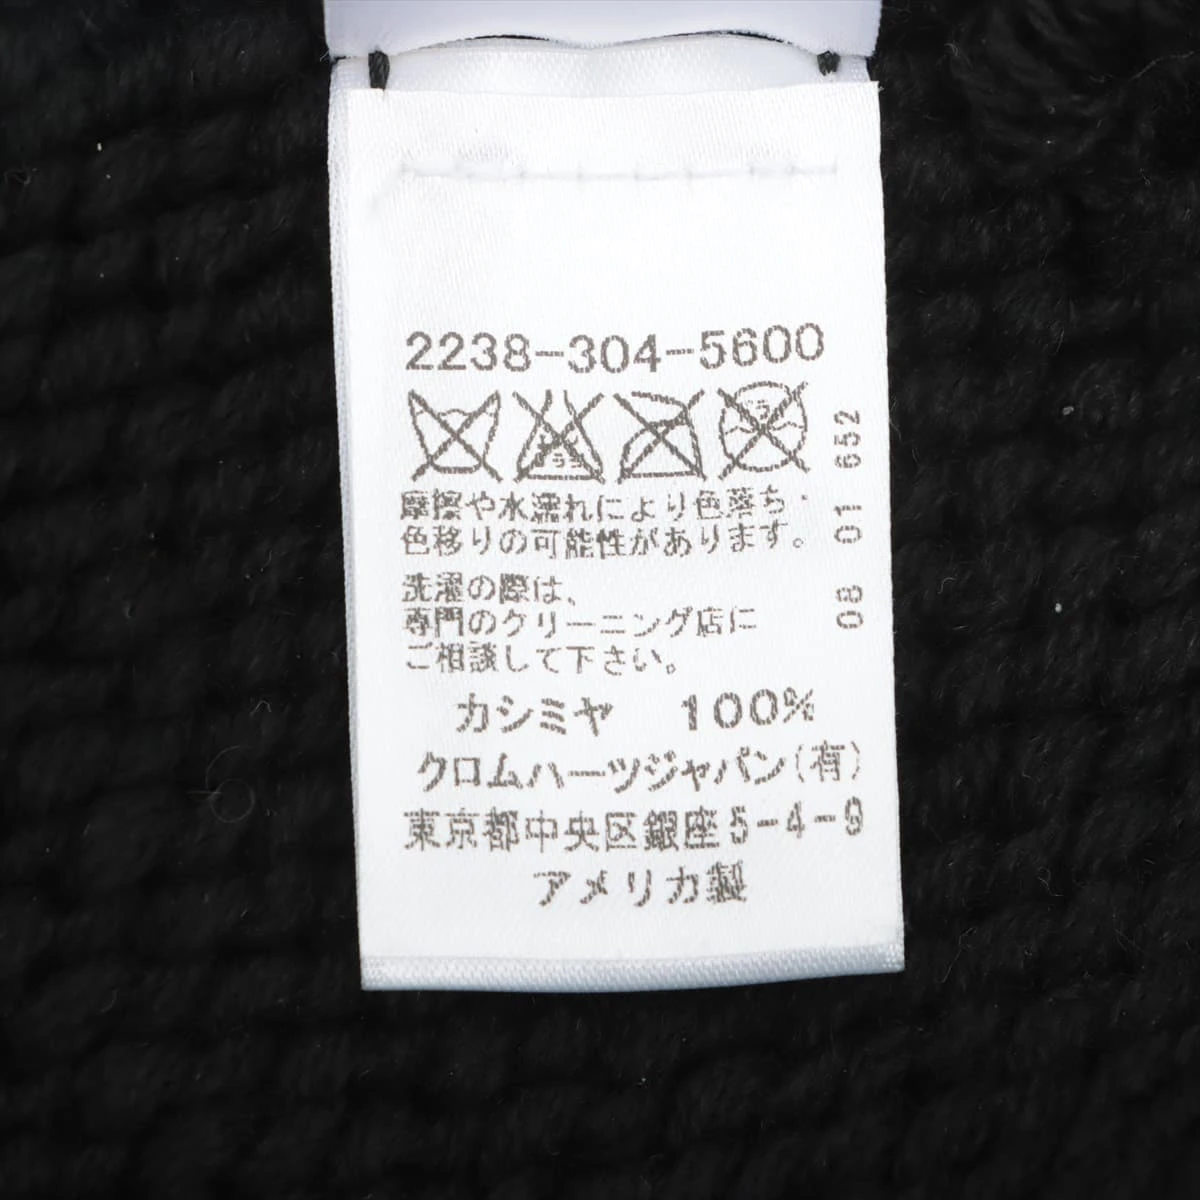 2238-304-5600
摩擦や水濡れにより色落ち・
色移りの可能性があります。
洗濯の際は、
専門のクリーニング店に
ご相談して下さい。
カシミヤ 100%
クロムハーツジャパン(有)
東京都中央区銀座5-4-9
アメリカ製
08 01 652